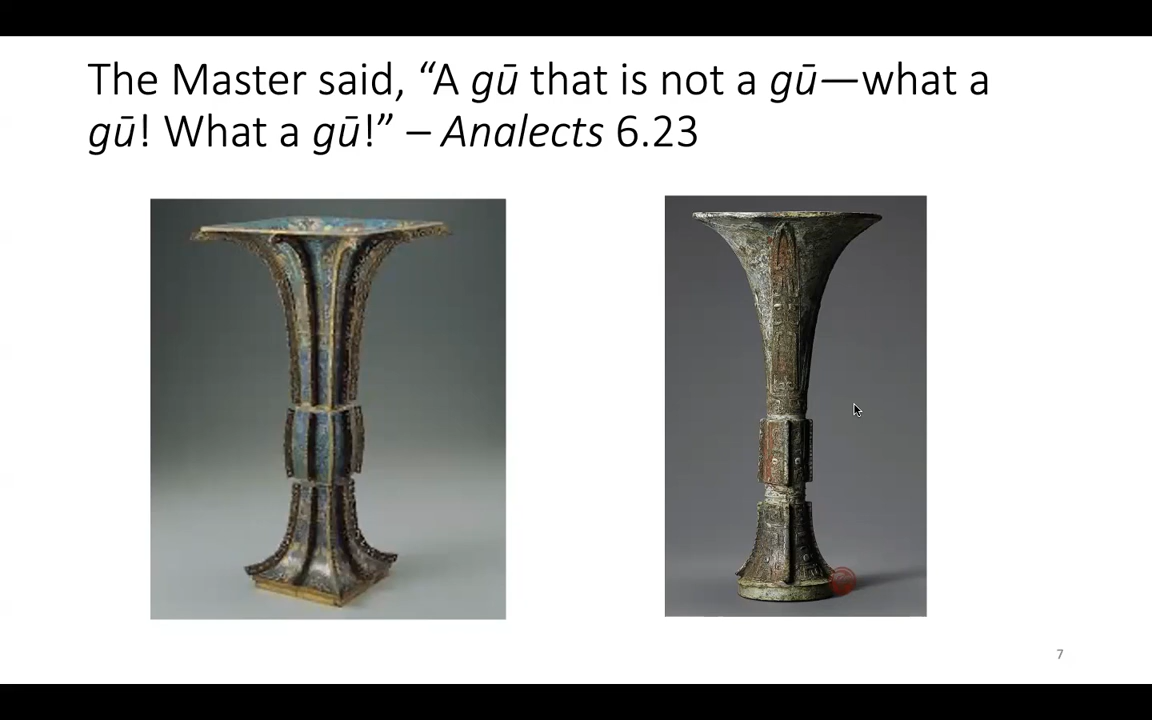 The Master said, “A gū that is not a gū—what a
gū! What a gū!” – Analects 6.23
7